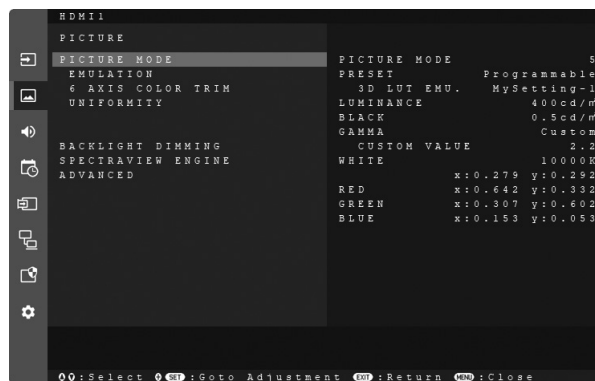 HDMI1
PICTURE
PICTURE MODE
EMULATION
6 AXIS COLOR TRIM
UNIFORMITY
BACKLIGHT DIMMING
SPECTRAVIEW ENGINE
ADVANCED
PICTURE MODE 5
PRESET Programmable
3D LUT EMU. MySetting-1
LUMINANCE 400cd/m
BLACK 0.5cd/m
GAMMA Custom
CUSTOM VALUE 2.2
WHITE 10000K
x:0.279 y:0.292
RED x:0.642 y:0.332
GREEN x:0.307 y:0.602
BLUE x:0.153 y:0.053
:Select SET:Goto Adjustment EXIT:Return MENU:Close